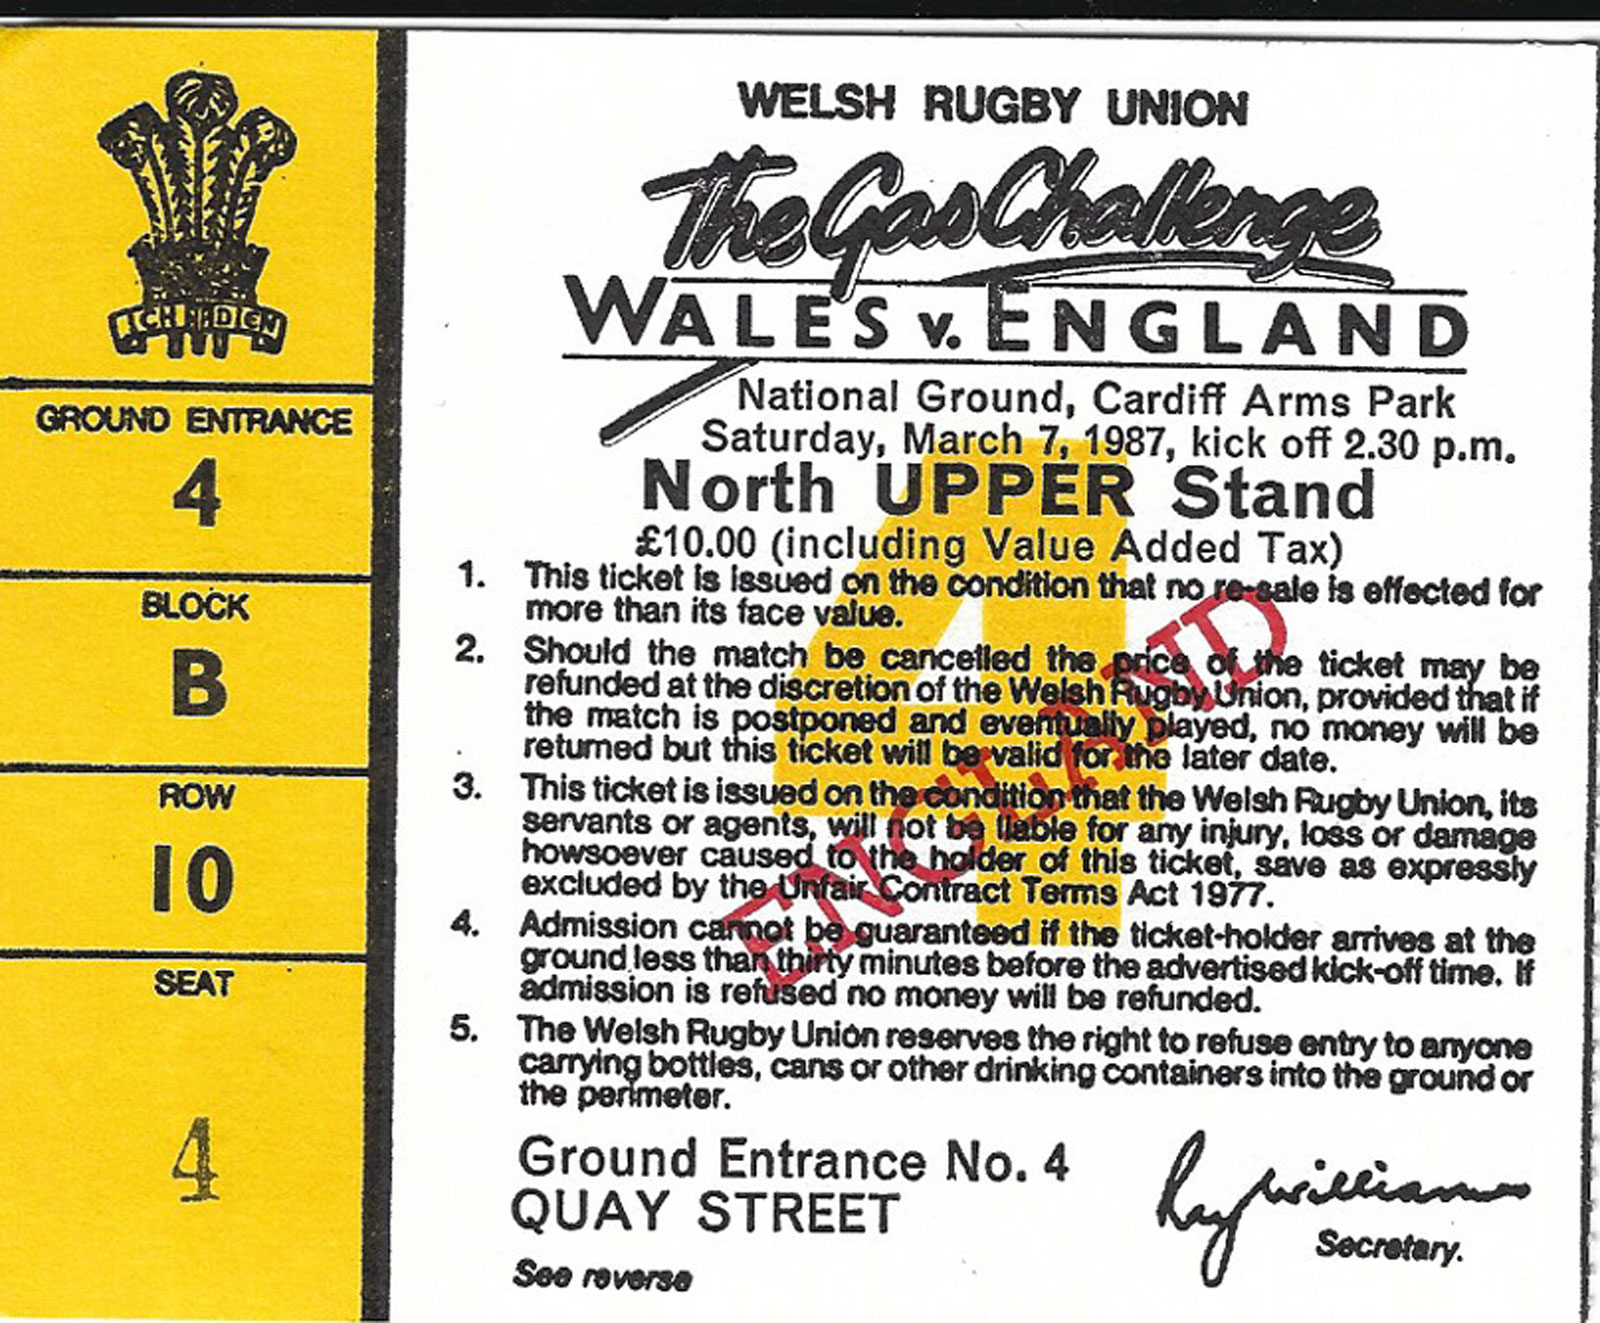 ICH DIEN
GROUND ENTRANCE
4
BLOCK
B
ROW
10
SEAT
4
WELSH RUGBY UNION
The Gas Challenge
WALES v. ENGLAND
National Ground, Cardiff Arms Park
Saturday, March 7, 1987, kick off 2.30 p.m.
North UPPER Stand
£10.00 (including Value Added Tax)
1. This ticket is issued on the condition that no re-sale is effected for
more than its face value.
2. Should the match be cancelled the price of the ticket may be
refunded at the discretion of the Welsh Rugby Union, provided that if
the match is postponed and eventually played, no money will be
returned but this ticket will be valid for the later date.
3. This ticket is issued on the condition that the Welsh Rugby Union, its
servants or agents, will not be liable for any injury, loss or damage
howsoever caused to the holder of this ticket, save as expressly
excluded by the Unfair Contract Terms Act 1977.
4. Admission cannot be guaranteed if the ticket-holder arrives at the
ground less than thirty minutes before the advertised kick-off time. If
admission is refused no money will be refunded.
5. The Welsh Rugby Union reserves the right to refuse entry to anyone
carrying bottles, cans or other drinking containers into the ground or
the perimeter.
4
ENGLAND
Ground Entrance No. 4
QUAY STREET
See reverse
Ray Williams
Secretary.